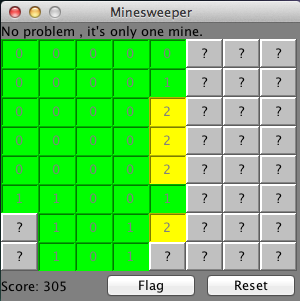 Minesweeper
No problem , it's only one mine.
0 0 0 0 0 ? ? ?
0 0 0 0 1 ? ? ?
0 0 0 0 2 ? ? ?
0 0 0 0 2 ? ? ?
0 0 0 0 2 ? ? ?
1 1 0 0 1 ? ? ?
? 1 0 1 2 ? ? ?
? 1 0 1 ? ? ? ?
Score: 305 Flag Reset